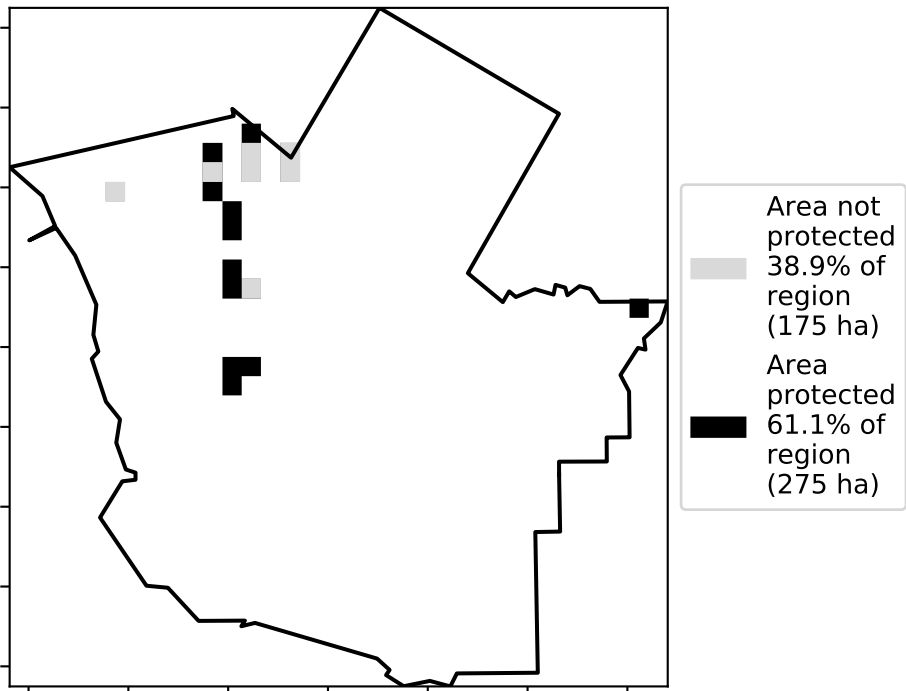 Area not
protected
38.9% of
region
(175 ha)
Area
protected
61.1% of
region
(275 ha)